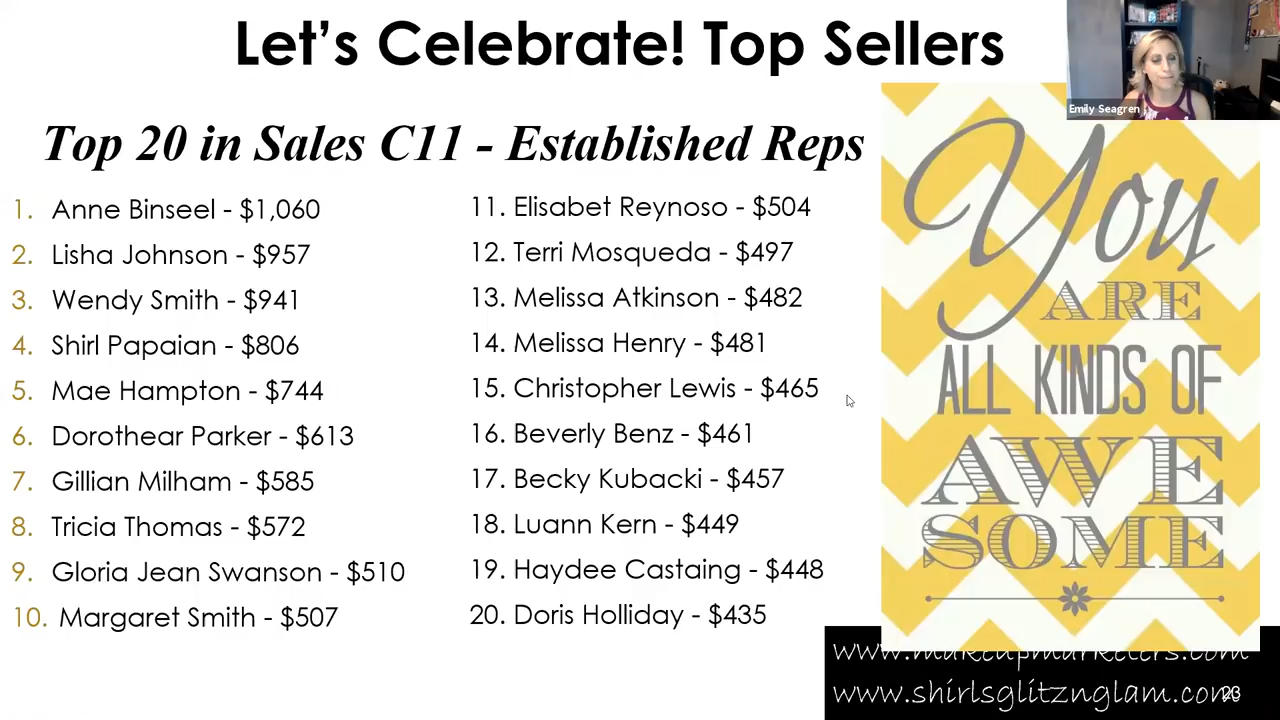 Let's Celebrate! Top Sellers
Emily Seagren
Top 20 in Sales C11 - Established Reps
1. Anne Binseel - $1,060
2. Lisha Johnson - $957
3. Wendy Smith - $941
4. Shirl Papaian - $806
5. Mae Hampton - $744
6. Dorothear Parker - $613
7. Gillian Milham - $585
8. Tricia Thomas - $572
9. Gloria Jean Swanson - $510
10. Margaret Smith - $507
11. Elisabet Reynoso - $504
12. Terri Mosqueda - $497
13. Melissa Atkinson - $482
14. Melissa Henry - $481
15. Christopher Lewis - $465
16. Beverly Benz - $461
17. Becky Kubacki - $457
18. Luann Kern - $449
19. Haydee Castaing - $448
20. Doris Holliday - $435
You
ARE
ALL KINDS OF
AWE
SOME
www.makeupmarketers.com
www.shirlsglitznglam.com
23